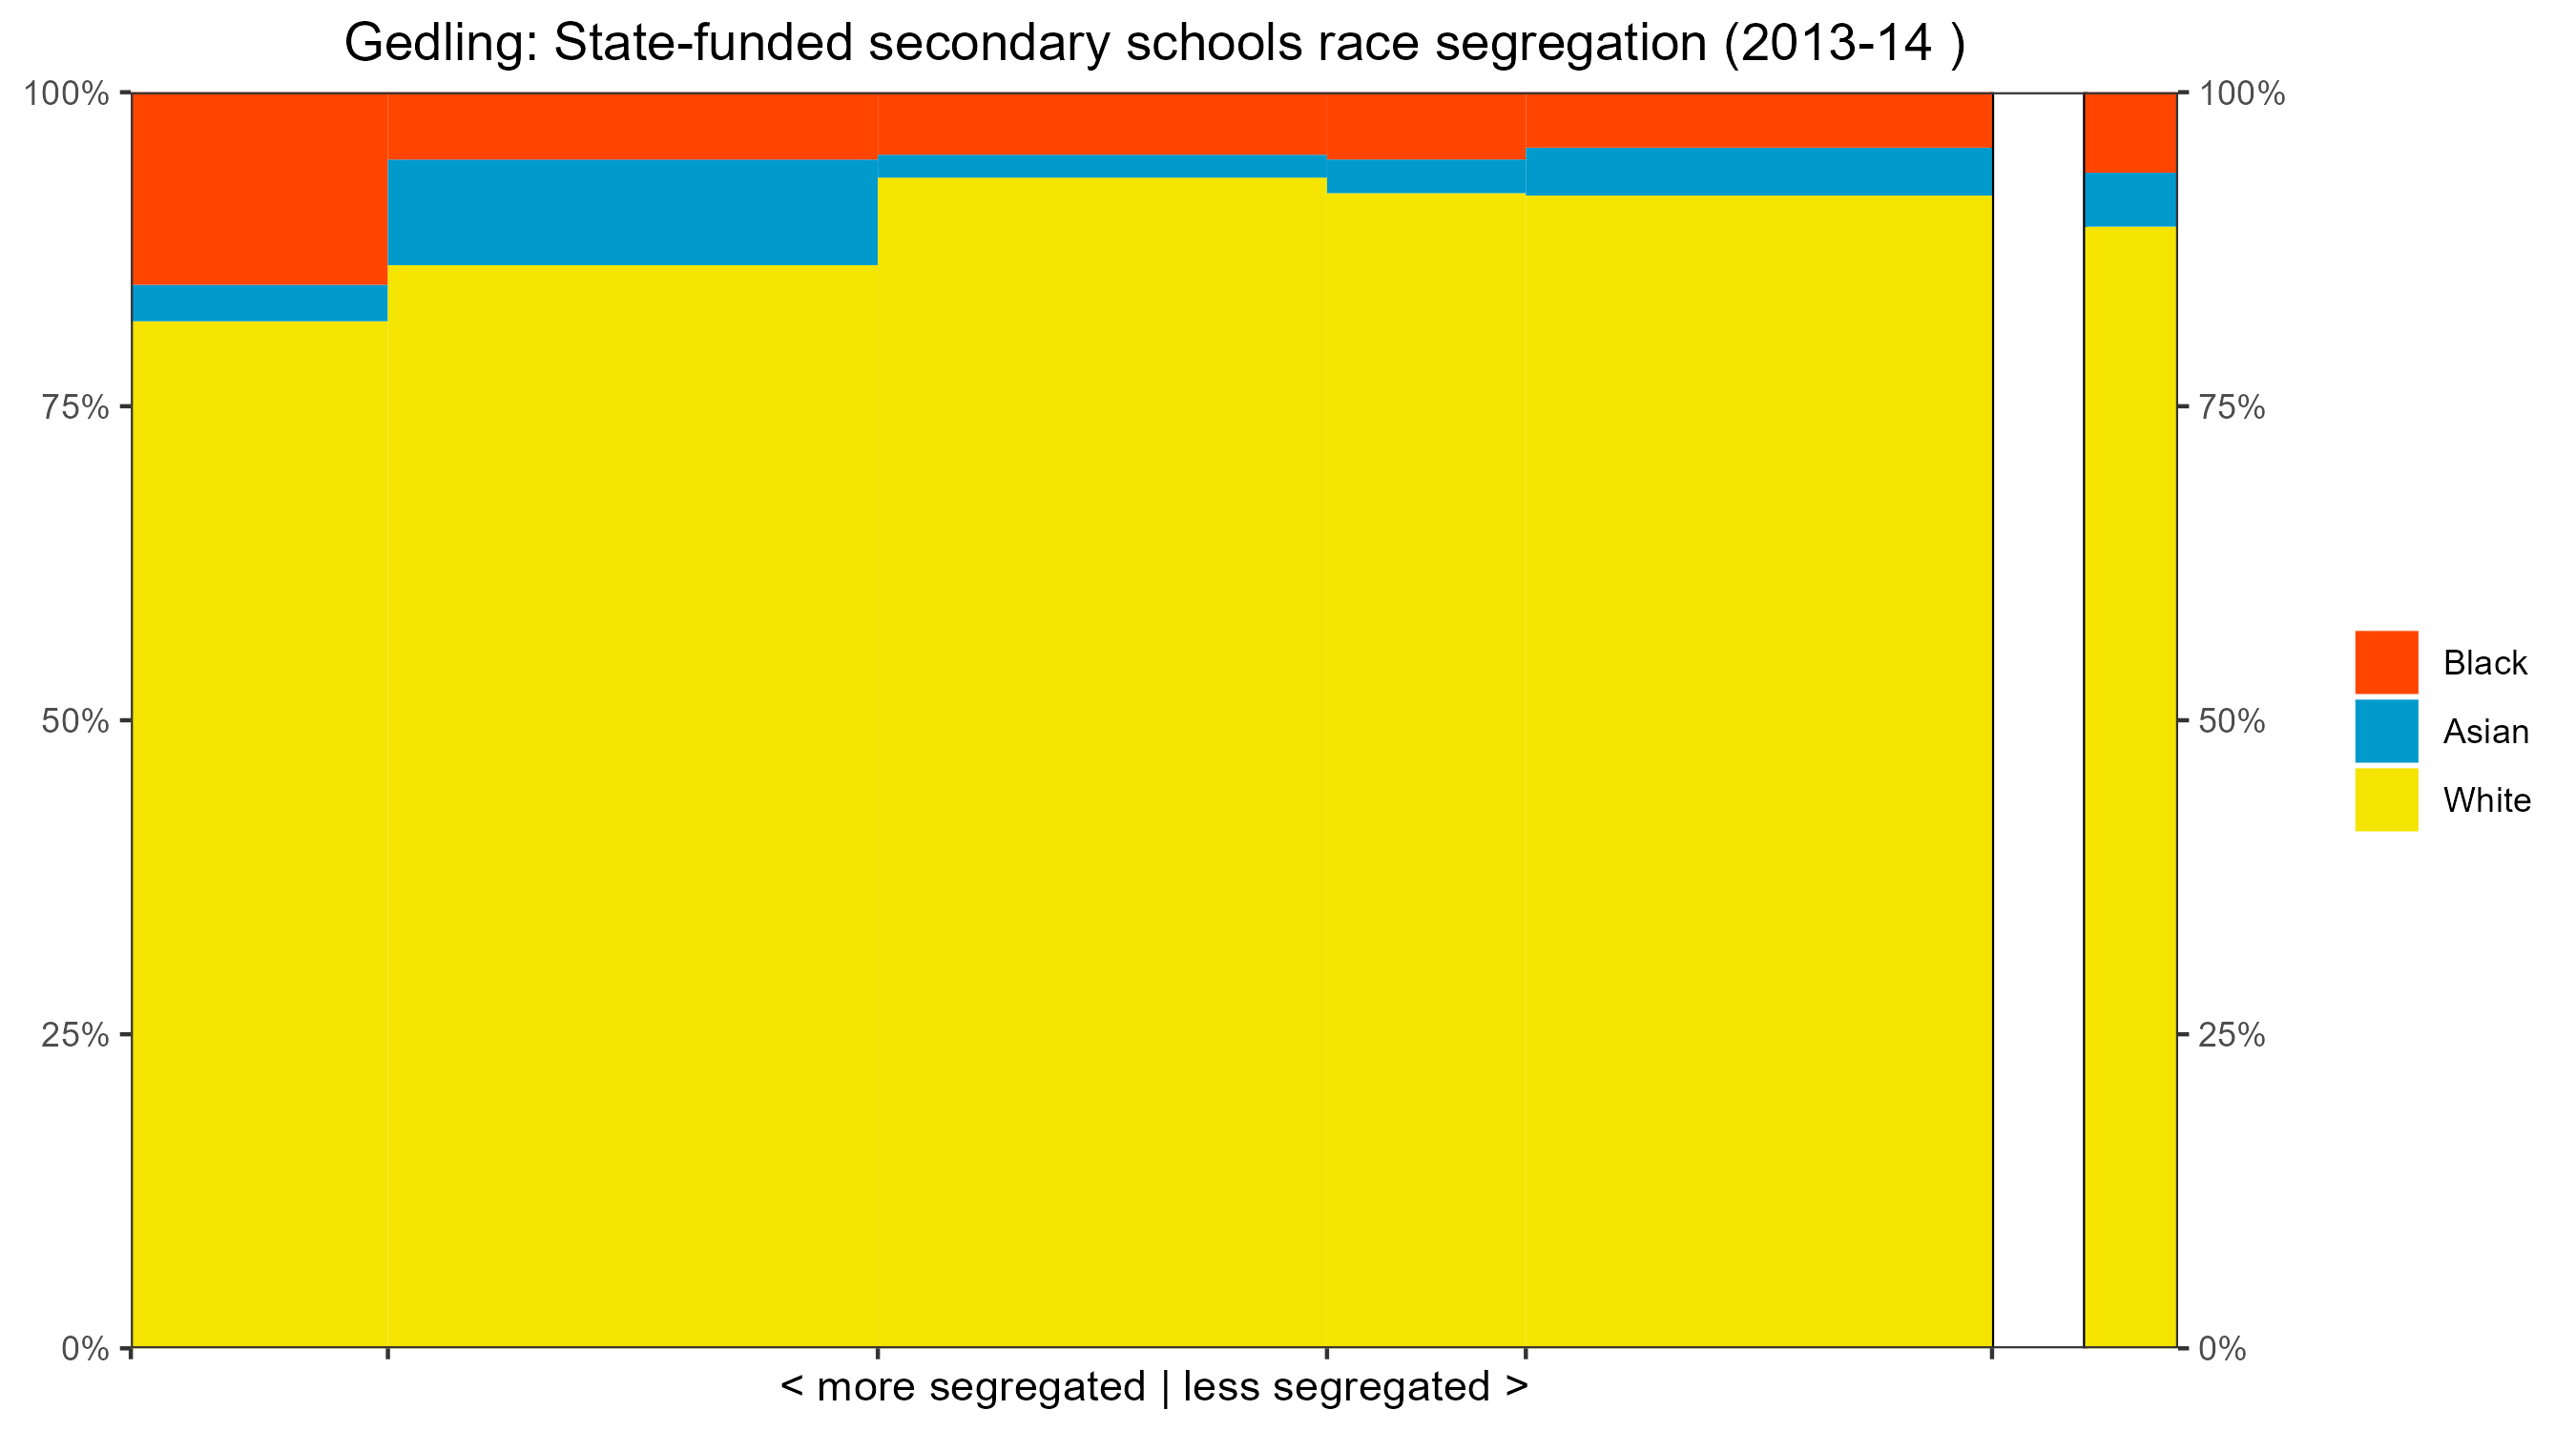 Gedling: State-funded secondary schools race segregation (2013-14 )
100%
75%
50%
25%
0%
100%
75%
50%
25%
0%
Black
Asian
White
< more segregated | less segregated >